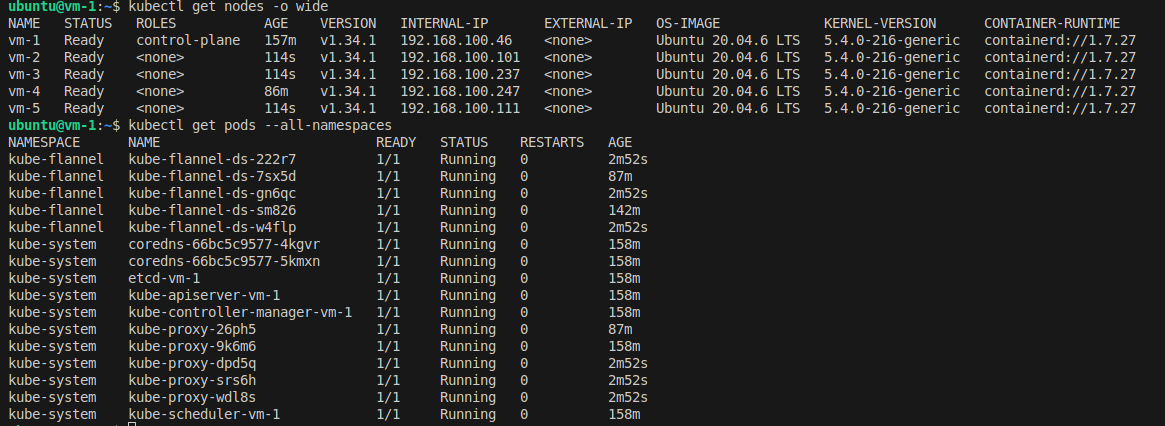 ubuntu@vm-1:~$ kubectl get nodes -o wide
NAME   STATUS   ROLES           AGE    VERSION   INTERNAL-IP       EXTERNAL-IP   OS-IMAGE             KERNEL-VERSION      CONTAINER-RUNTIME
vm-1   Ready    control-plane   157m   v1.34.1   192.168.100.46    <none>        Ubuntu 20.04.6 LTS   5.4.0-216-generic   containerd://1.7.27
vm-2   Ready    <none>          114s   v1.34.1   192.168.100.101   <none>        Ubuntu 20.04.6 LTS   5.4.0-216-generic   containerd://1.7.27
vm-3   Ready    <none>          114s   v1.34.1   192.168.100.237   <none>        Ubuntu 20.04.6 LTS   5.4.0-216-generic   containerd://1.7.27
vm-4   Ready    <none>          86m    v1.34.1   192.168.100.247   <none>        Ubuntu 20.04.6 LTS   5.4.0-216-generic   containerd://1.7.27
vm-5   Ready    <none>          114s   v1.34.1   192.168.100.111   <none>        Ubuntu 20.04.6 LTS   5.4.0-216-generic   containerd://1.7.27
ubuntu@vm-1:~$ kubectl get pods --all-namespaces
NAMESPACE      NAME                           READY   STATUS    RESTARTS   AGE
kube-flannel   kube-flannel-ds-222r7          1/1     Running   0          2m52s
kube-flannel   kube-flannel-ds-7sx5d          1/1     Running   0          87m
kube-flannel   kube-flannel-ds-gn6qc          1/1     Running   0          2m52s
kube-flannel   kube-flannel-ds-sm826          1/1     Running   0          142m
kube-flannel   kube-flannel-ds-w4flp          1/1     Running   0          2m52s
kube-system    coredns-66bc5c9577-4kgvr       1/1     Running   0          158m
kube-system    coredns-66bc5c9577-5kmxn       1/1     Running   0          158m
kube-system    etcd-vm-1                      1/1     Running   0          158m
kube-system    kube-apiserver-vm-1            1/1     Running   0          158m
kube-system    kube-controller-manager-vm-1   1/1     Running   0          158m
kube-system    kube-proxy-26ph5               1/1     Running   0          87m
kube-system    kube-proxy-9k6m6               1/1     Running   0          158m
kube-system    kube-proxy-dpd5q               1/1     Running   0          2m52s
kube-system    kube-proxy-srs6h               1/1     Running   0          2m52s
kube-system    kube-proxy-wdl8s               1/1     Running   0          2m52s
kube-system    kube-scheduler-vm-1            1/1     Running   0          158m